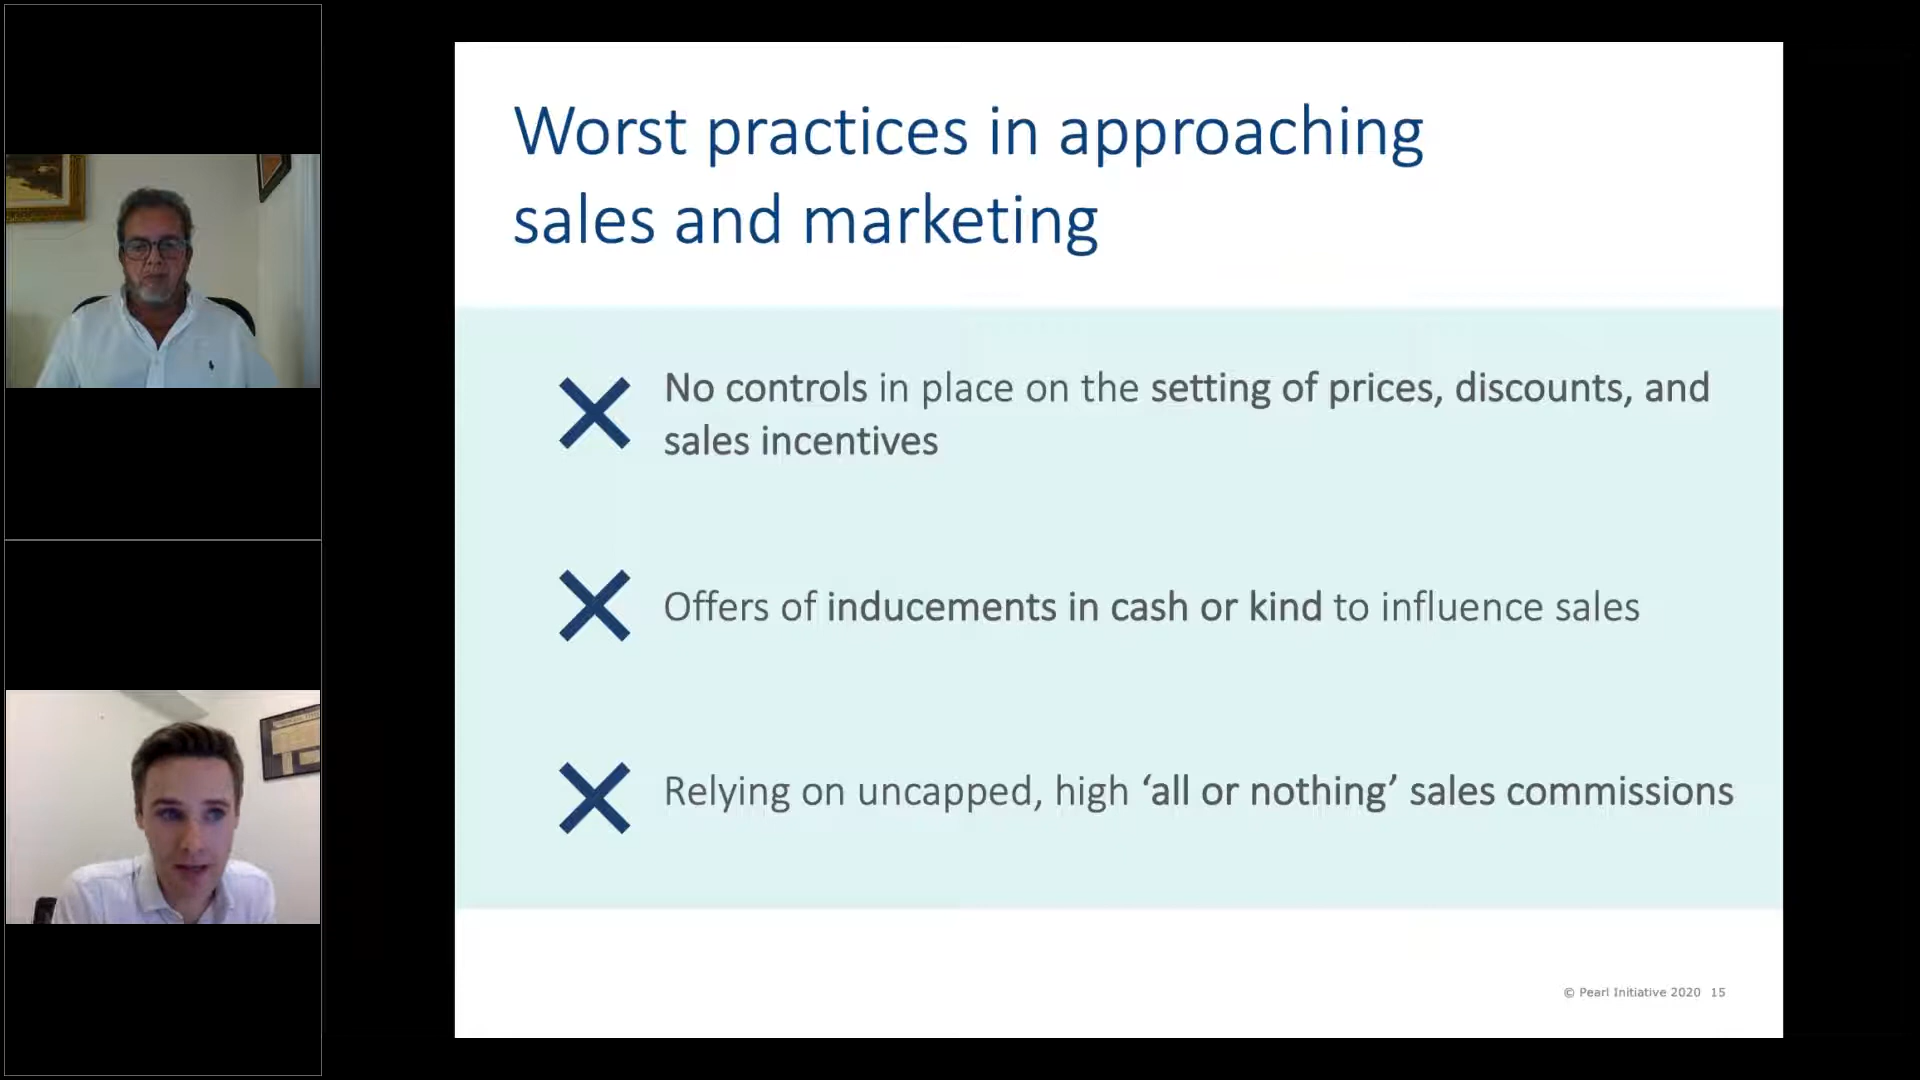 Worst practices in approaching
sales and marketing
No controls in place on the setting of prices, discounts, and
sales incentives
Offers of inducements in cash or kind to influence sales
Relying on uncapped, high ‘all or nothing’ sales commissions
© Pearl Initiative 2020 15